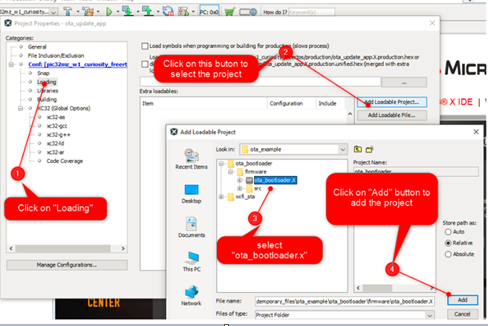 PC: 0x0
How do I?
Project Properties - ota_update_app
Categories:
General
File Inclusion/Exclusion
Conf: [pic32mz_w1_curiosity_freert
Snap
Loading
Libraries
Building
XC32 (Global Options)
xc32-as
xc32-gcc
xc32-g++
xc32-ld
xc32-ar
Code Coverage
Manage Configurations...
Load symbols when programming or building for production (slows process)
ota_update_app.X.production.hex or
ota_update_app.X.production.unified.hex (merged with extra
...
Extra loadables:
Item
Configuration
Include
Add Loadable Project...
Add Loadable File...
1
Click on "Loading"
2
Click on this buton to
select the project
MICR
X IDE
CENTER
Add Loadable Project
Look in:
ota_example
Recent Items
Desktop
Documents
This PC
Network
ota_bootloader
firmware
ota_bootloader.X
src
wifi_sta
Project Name:
3
select
"ota_bootloader.x"
Click on "Add" button to
add the project
4
Store path as:
Auto
Relative
Absolute
File name:
demporary_files\ota_example\ota_bootloader\firmware\ota_bootloader.X
Files of type:
Project Folder
Add
Cancel